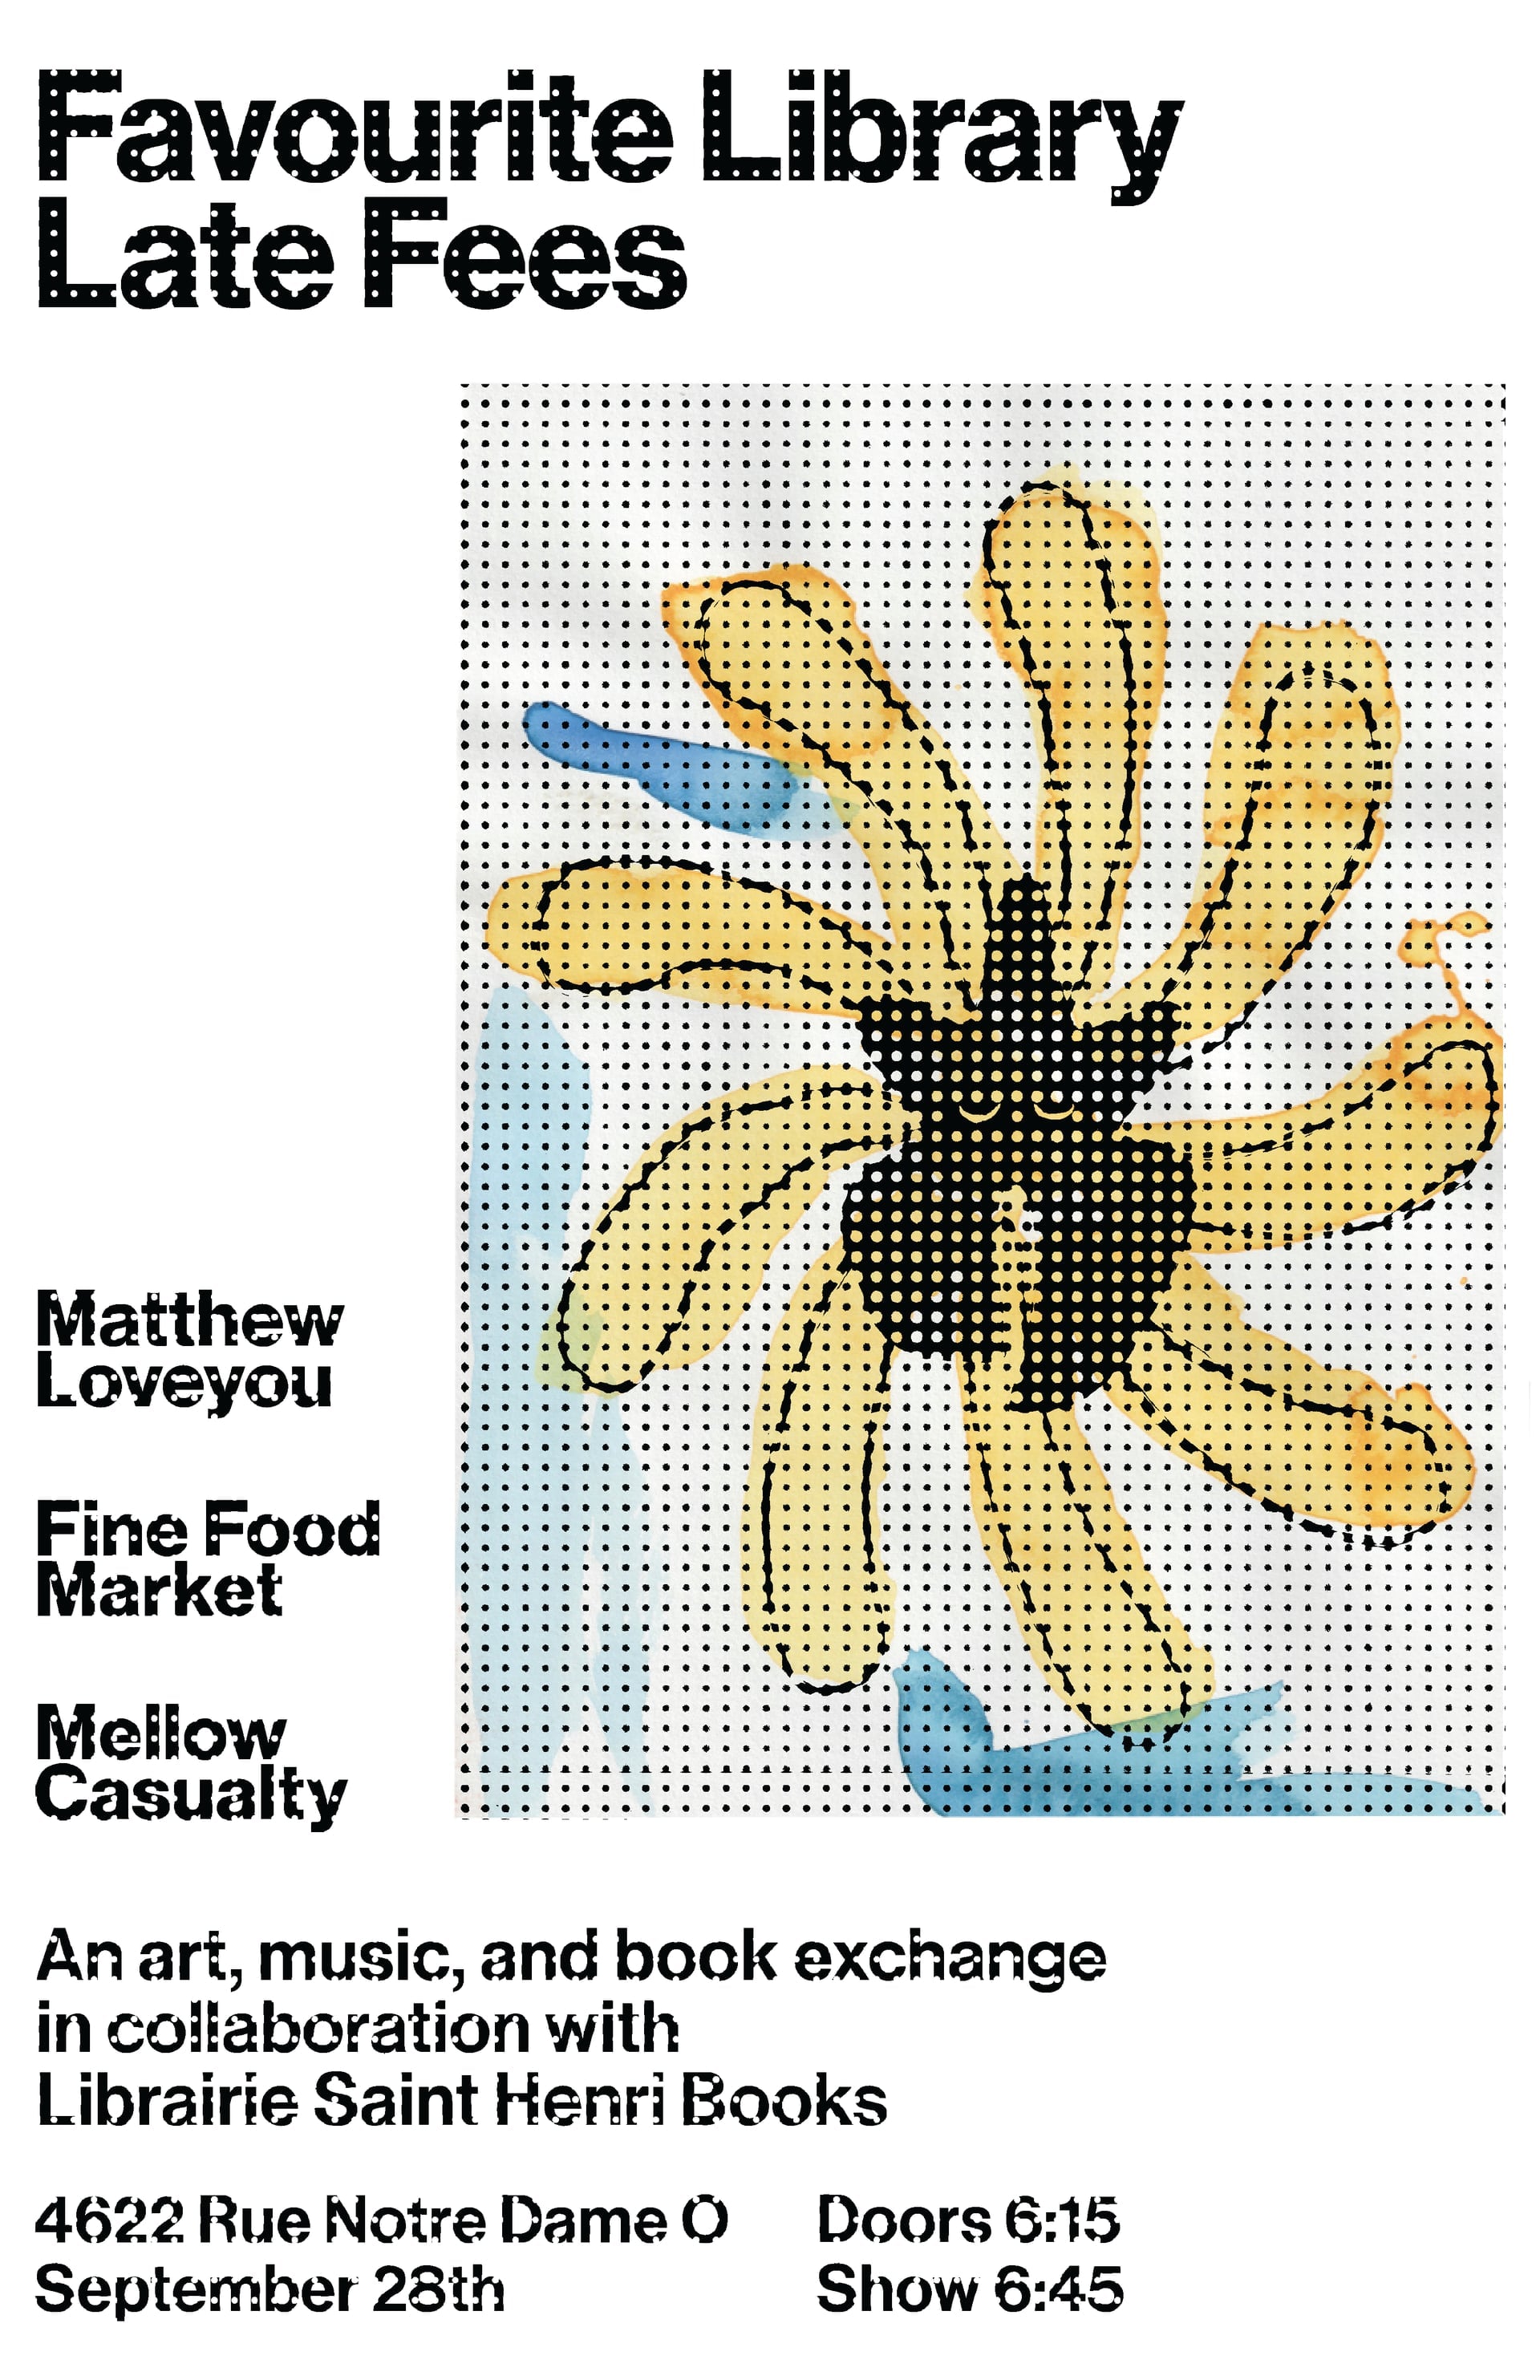 Favourite Library
Late Fees
Matthew
Loveyou
Fine Food
Market
Mellow
Casualty
An art, music, and book exchange
in collaboration with
Librairie Saint Henri Books
4622 Rue Notre Dame O
September 28th
Doors 6:15
Show 6:45